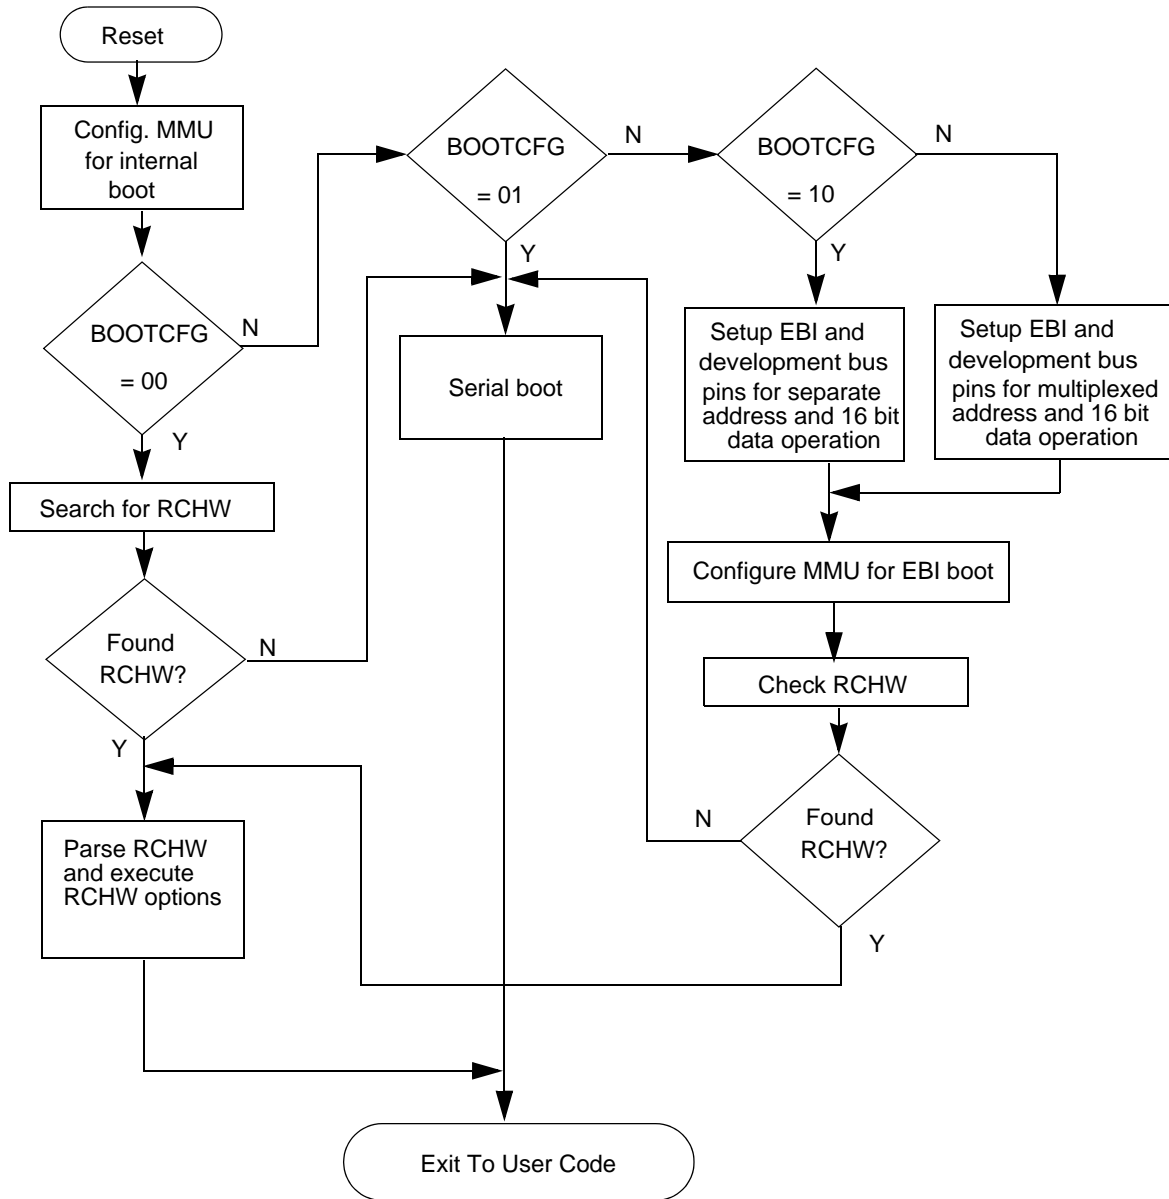 Reset
Config. MMU
for internal
boot
BOOTCFG
= 00
N
Y
Search for RCHW
Found
RCHW?
N
Y
Parse RCHW
and execute
RCHW options
BOOTCFG
= 01
N
Y
Serial boot
BOOTCFG
= 10
N
Y
Setup EBI and
development bus
pins for separate
address and 16 bit
data operation
Setup EBI and
development bus
pins for multiplexed
address and 16 bit
data operation
Configure MMU for EBI boot
Check RCHW
Found
RCHW?
N
Y
Exit To User Code